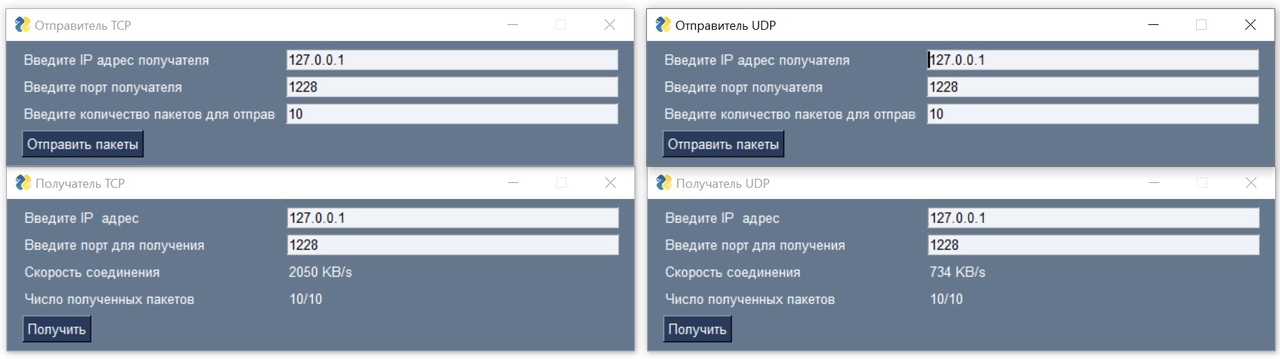 Отправитель TCP
Введите IP адрес получателя 127.0.0.1
Введите порт получателя 1228
Введите количество пакетов для отправ 10
Отправить пакеты
Отправитель UDP
Введите IP адрес получателя 127.0.0.1
Введите порт получателя 1228
Введите количество пакетов для отправ 10
Отправить пакеты
Получатель TCP
Введите IP  адрес 127.0.0.1
Введите порт для получения 1228
Скорость соединения 2050 KB/s
Число полученных пакетов 10/10
Получить
Получатель UDP
Введите IP  адрес 127.0.0.1
Введите порт для получения 1228
Скорость соединения 734 KB/s
Число полученных пакетов 10/10
Получить